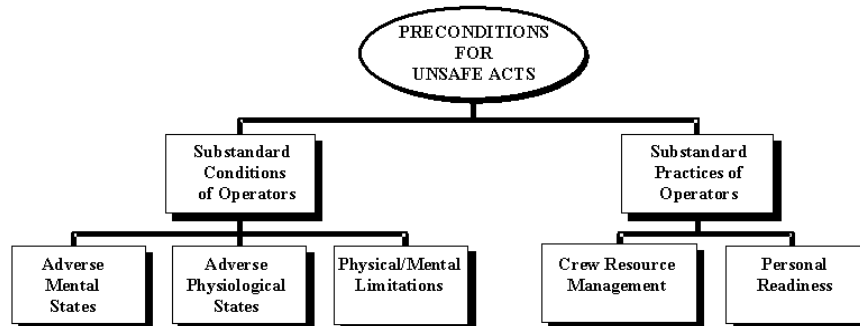 PRECONDITIONS
FOR
UNSAFE ACTS
Substandard
Conditions
of Operators
Substandard
Practices of
Operators
Adverse
Mental
States
Adverse
Physiological
States
Physical/Mental
Limitations
Crew Resource
Management
Personal
Readiness